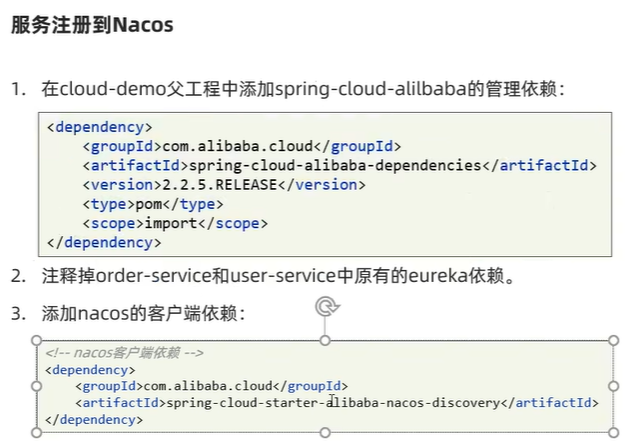 服务注册到Nacos
1. 在cloud-demo父工程中添加spring-cloud-alilbaba的管理依赖：
<dependency>
    <groupId>com.alibaba.cloud</groupId>
    <artifactId>spring-cloud-alibaba-dependencies</artifactId>
    <version>2.2.5.RELEASE</version>
    <type>pom</type>
    <scope>import</scope>
</dependency>
2. 注释掉order-service和user-service中原有的eureka依赖。
3. 添加nacos的客户端依赖：
<!-- nacos客户端依赖 -->
<dependency>
    <groupId>com.alibaba.cloud</groupId>
    <artifactId>spring-cloud-starter-alibaba-nacos-discovery</artifactId>
</dependency>